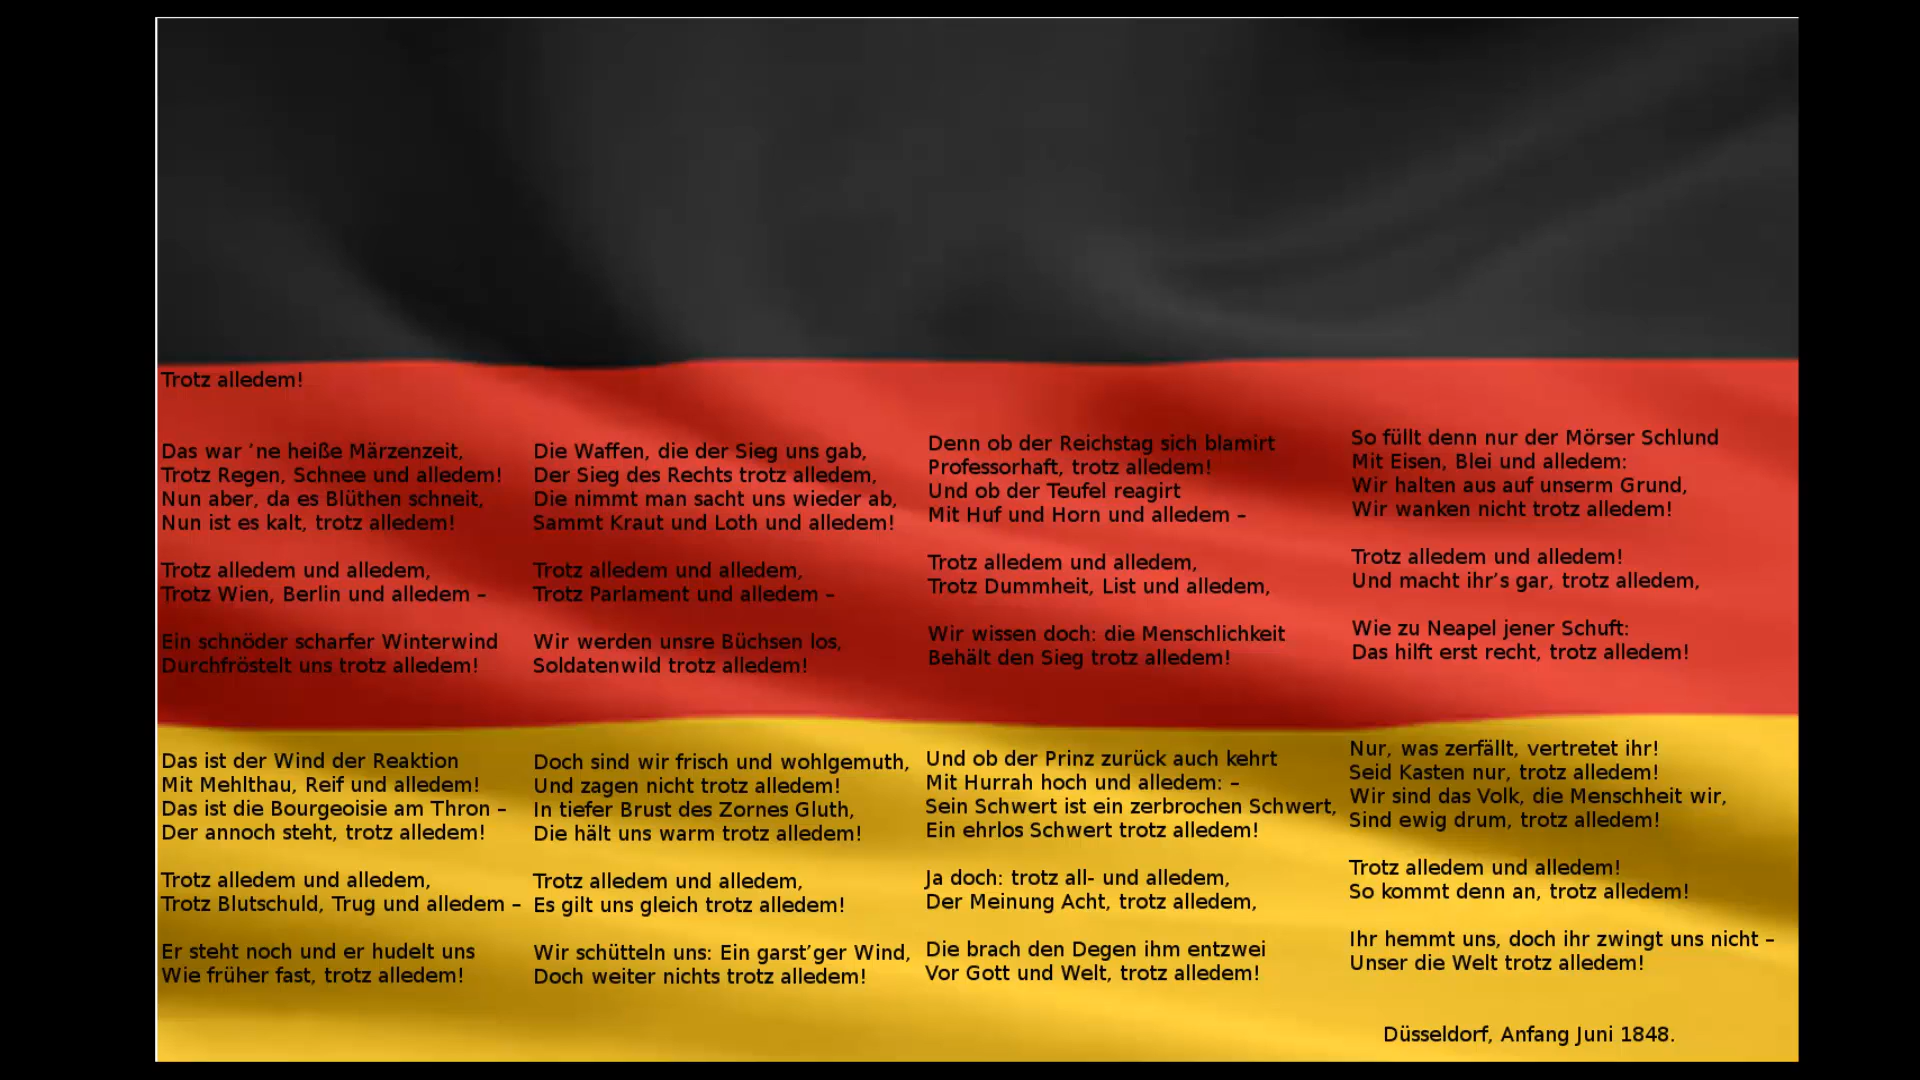 Trotz alledem!
Das war ’ne heiße Märzenzeit,
Trotz Regen, Schnee und alledem!
Nun aber, da es Blüthen schneit,
Nun ist es kalt, trotz alledem!
Trotz alledem und alledem,
Trotz Wien, Berlin und alledem –
Ein schnöder scharfer Winterwind
Durchfröstelt uns trotz alledem!
Das ist der Wind der Reaktion
Mit Mehlthau, Reif und alledem!
Das ist die Bourgeoisie am Thron –
Der annoch steht, trotz alledem!
Trotz alledem und alledem,
Trotz Blutschuld, Trug und alledem –
Er steht noch und er hudelt uns
Wie früher fast, trotz alledem!
Die Waffen, die der Sieg uns gab,
Der Sieg des Rechts trotz alledem,
Die nimmt man sacht uns wieder ab,
Sammt Kraut und Loth und alledem!
Trotz alledem und alledem,
Trotz Parlament und alledem –
Wir werden unsre Büchsen los,
Soldatenwild trotz alledem!
Doch sind wir frisch und wohlgemuth,
Und zagen nicht trotz alledem!
In tiefer Brust des Zornes Gluth,
Die hält uns warm trotz alledem!
Trotz alledem und alledem,
Es gilt uns gleich trotz alledem!
Wir schütteln uns: Ein garst’ger Wind,
Doch weiter nichts trotz alledem!
Denn ob der Reichstag sich blamirt
Professorhaft, trotz alledem!
Und ob der Teufel reagirt
Mit Huf und Horn und alledem –
Trotz alledem und alledem,
Trotz Dummheit, List und alledem,
Wir wissen doch: die Menschlichkeit
Behält den Sieg trotz alledem!
Und ob der Prinz zurück auch kehrt
Mit Hurrah hoch und alledem: –
Sein Schwert ist ein zerbrochen Schwert,
Ein ehrlos Schwert trotz alledem!
Ja doch: trotz all- und alledem,
Der Meinung Acht, trotz alledem,
Die brach den Degen ihm entzwei
Vor Gott und Welt, trotz alledem!
So füllt denn nur der Mörser Schlund
Mit Eisen, Blei und alledem:
Wir halten aus auf unserm Grund,
Wir wanken nicht trotz alledem!
Trotz alledem und alledem!
Und macht ihr’s gar, trotz alledem,
Wie zu Neapel jener Schuft:
Das hilft erst recht, trotz alledem!
Nur, was zerfällt, vertretet ihr!
Seid Kasten nur, trotz alledem!
Wir sind das Volk, die Menschheit wir,
Sind ewig drum, trotz alledem!
Trotz alledem und alledem!
So kommt denn an, trotz alledem!
Ihr hemmt uns, doch ihr zwingt uns nicht –
Unser die Welt trotz alledem!
Düsseldorf, Anfang Juni 1848.